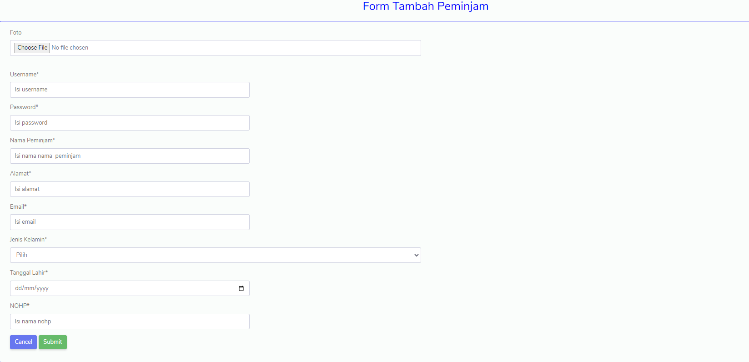 Form Tambah Peminjam
Foto
Choose File No file chosen
Username*
Isi username
Password*
Isi password
Nama Peminjam*
Isi nama nama peminjam
Alamat*
Isi alamat
Email*
Isi email
Jenis Kelamin*
Pilih
Tanggal Lahir*
dd/mm/yyyy
NOHP*
Isi nama nohp
Cancel Submit